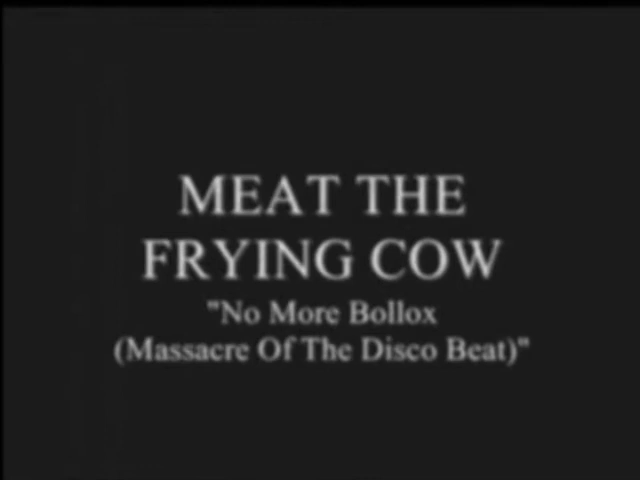 MEAT THE
FRYING COW
"No More Bollox
(Massacre Of The Disco Beat)"